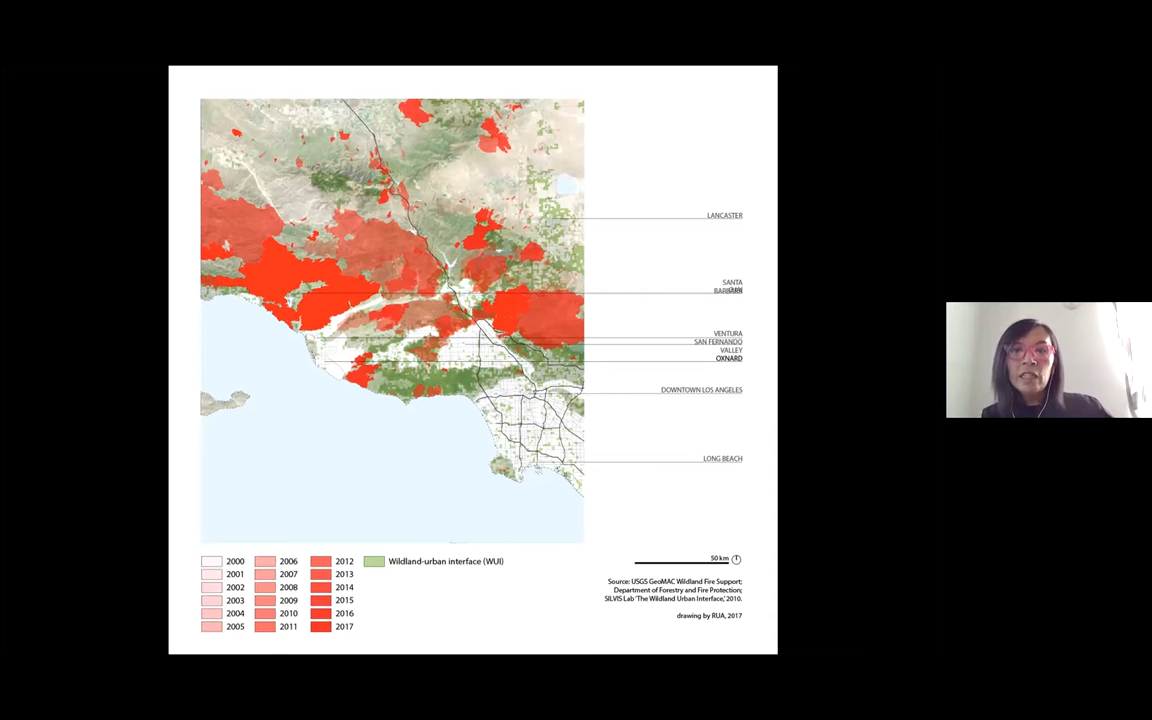 LANCASTER
SANTA
BARBARA
VENTURA
SAN FERNANDO
VALLEY
OXNARD
DOWNTOWN LOS ANGELES
LONG BEACH
2000
2001
2002
2003
2004
2005
2006
2007
2008
2009
2010
2011
2012
2013
2014
2015
2016
2017
Wildland-urban interface (WUI)
50 km
Source: USGS GeoMAC Wildland Fire Support;
Department of Forestry and Fire Protection;
SILVIS Lab 'The Wildland Urban Interface,' 2010.
drawing by RUA, 2017